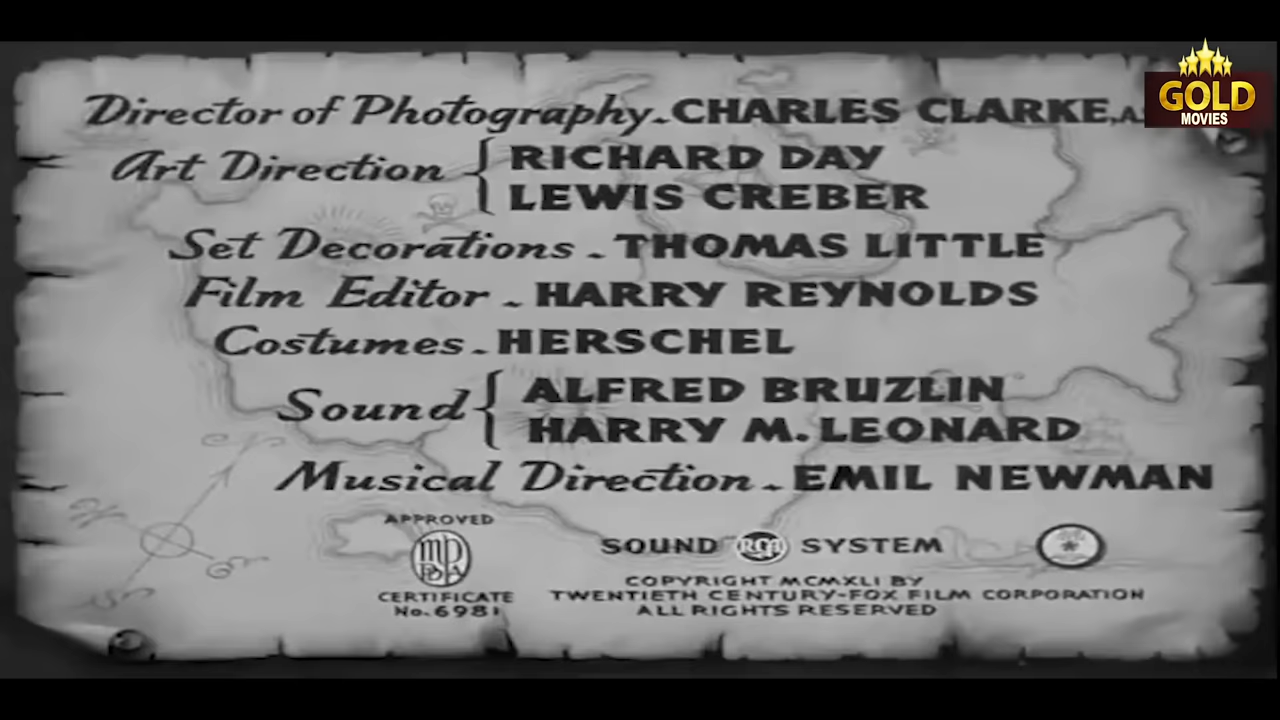 Director of Photography - CHARLES CLARKE, A.
GOLD
MOVIES
Art Direction { RICHARD DAY
LEWIS CREBER
Set Decorations - THOMAS LITTLE
Film Editor - HARRY REYNOLDS
Costumes - HERSCHEL
Sound { ALFRED BRUZLIN
HARRY M. LEONARD
Musical Direction - EMIL NEWMAN
APPROVED
MPPDA
CERTIFICATE
No. 6981
SOUND RCA SYSTEM
COPYRIGHT MCMXLI BY
TWENTIETH CENTURY-FOX FILM CORPORATION
ALL RIGHTS RESERVED